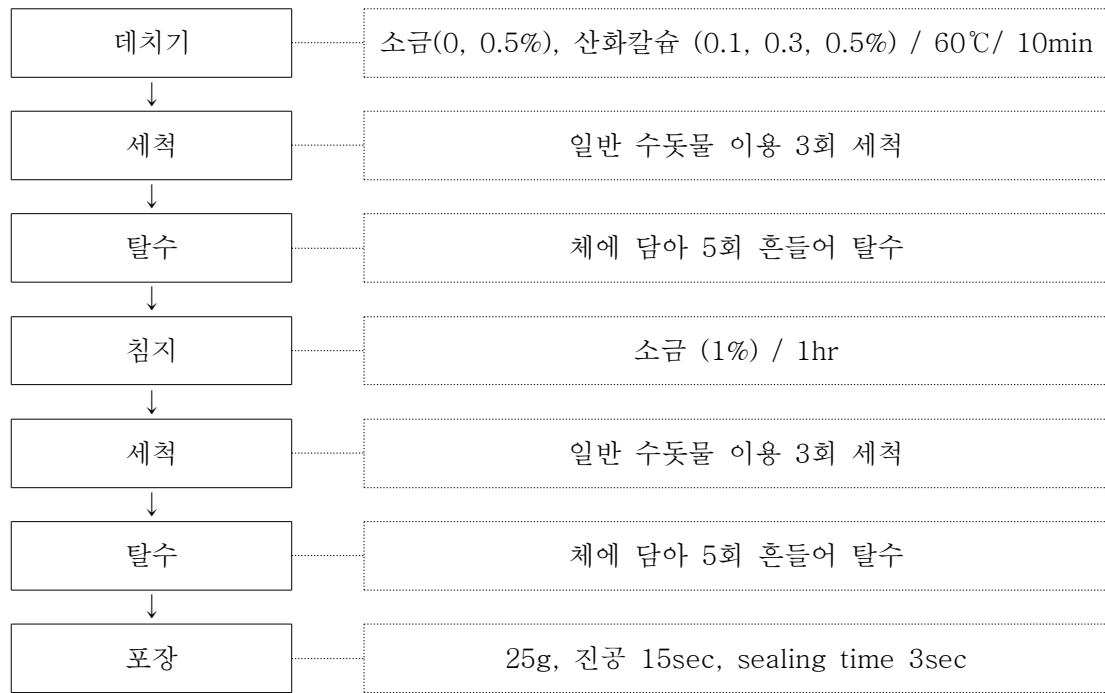 데치기
소금(0, 0.5%), 산화칼슘 (0.1, 0.3, 0.5%) / 60℃/ 10min
↓
세척
일반 수돗물 이용 3회 세척
↓
탈수
체에 담아 5회 흔들어 탈수
↓
침지
소금 (1%) / 1hr
↓
세척
일반 수돗물 이용 3회 세척
↓
탈수
체에 담아 5회 흔들어 탈수
↓
포장
25g, 진공 15sec, sealing time 3sec